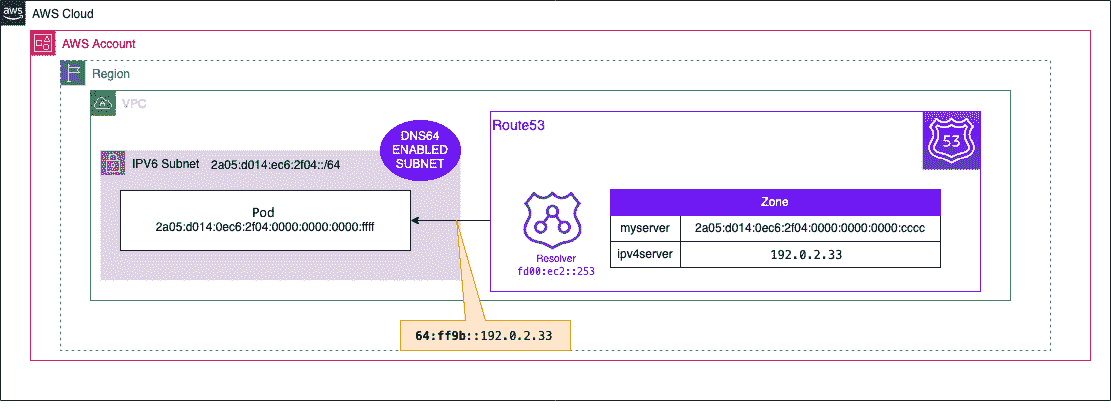 aws
AWS Cloud
AWS Account
Region
VPC
IPV6 Subnet 2a05:d014:ec6:2f04::/64
DNS64
ENABLED
SUBNET
Pod
2a05:d014:0ec6:2f04:0000:0000:0000:ffff
Route53
53
Resolver
fd00:ec2::253
Zone
myserver 2a05:d014:0ec6:2f04:0000:0000:0000:cccc
ipv4server 192.0.2.33
64:ff9b::192.0.2.33